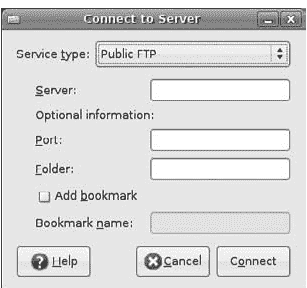 Connect to Server
Service type: Public FTP
Server:
Optional information:
Port:
Folder:
Add bookmark
Bookmark name:
Help Cancel Connect